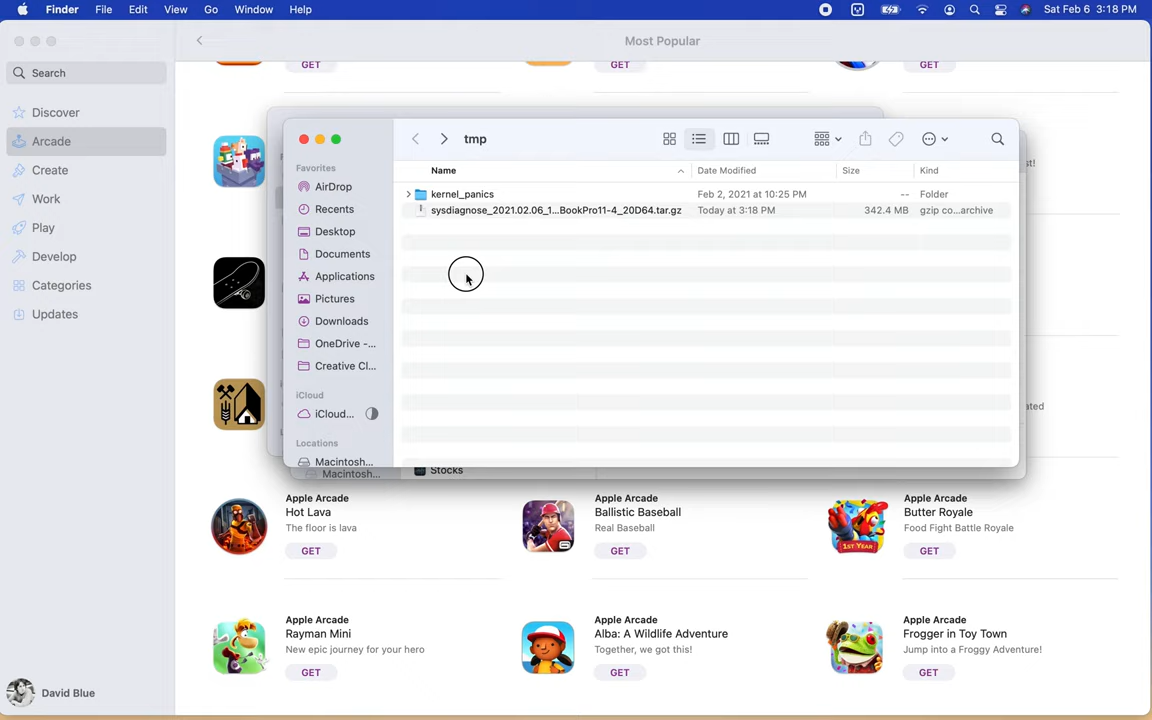 Finder File Edit View Go Window Help Sat Feb 6 3:18 PM
Most Popular
Search
GET GET GET
Discover
Arcade
Create
Work
Play
Develop
Categories
Updates
David Blue
tmp
Name Date Modified Size Kind
kernel_panics Feb 2, 2021 at 10:25 PM -- Folder
sysdiagnose_2021.02.06_1...BookPro11-4_20D64.tar.gz Today at 3:18 PM 342.4 MB gzip co...archive
Favorites
AirDrop
Recents
Desktop
Documents
Applications
Pictures
Downloads
OneDrive -...
Creative Cl...
iCloud
iCloud...
Locations
Macintosh...
Macintosh...
Stocks
st!
ated
Apple Arcade
Hot Lava
The floor is lava
GET
Apple Arcade
Ballistic Baseball
Real Baseball
GET
Apple Arcade
Butter Royale
Food Fight Battle Royale
GET
1ST YEAR
Apple Arcade
Rayman Mini
New epic journey for your hero
GET
Apple Arcade
Alba: A Wildlife Adventure
Together, we got this!
GET
Apple Arcade
Frogger in Toy Town
Jump into a Froggy Adventure!
GET